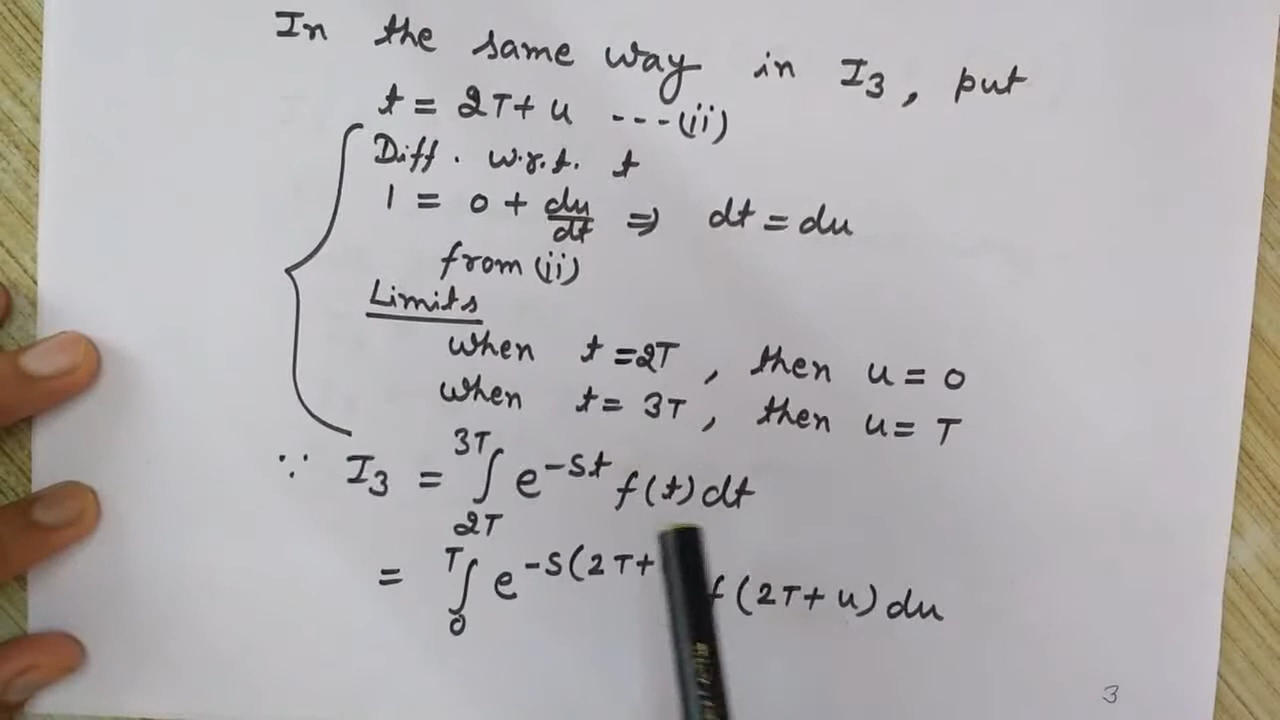 In the same way in I3, put
t = 2T + u ---(ii)
Diff. w.r.t. t
1 = 0 + du/dt ⇒ dt = du
from (ii)
Limits
when t = 2T, then u = 0
when t = 3T, then u = T
∵ I3 = ∫_{2T}^{3T} e^{-st} f(t) dt
= ∫_{0}^{T} e^{-s(2T+ f(2T+u) du
3